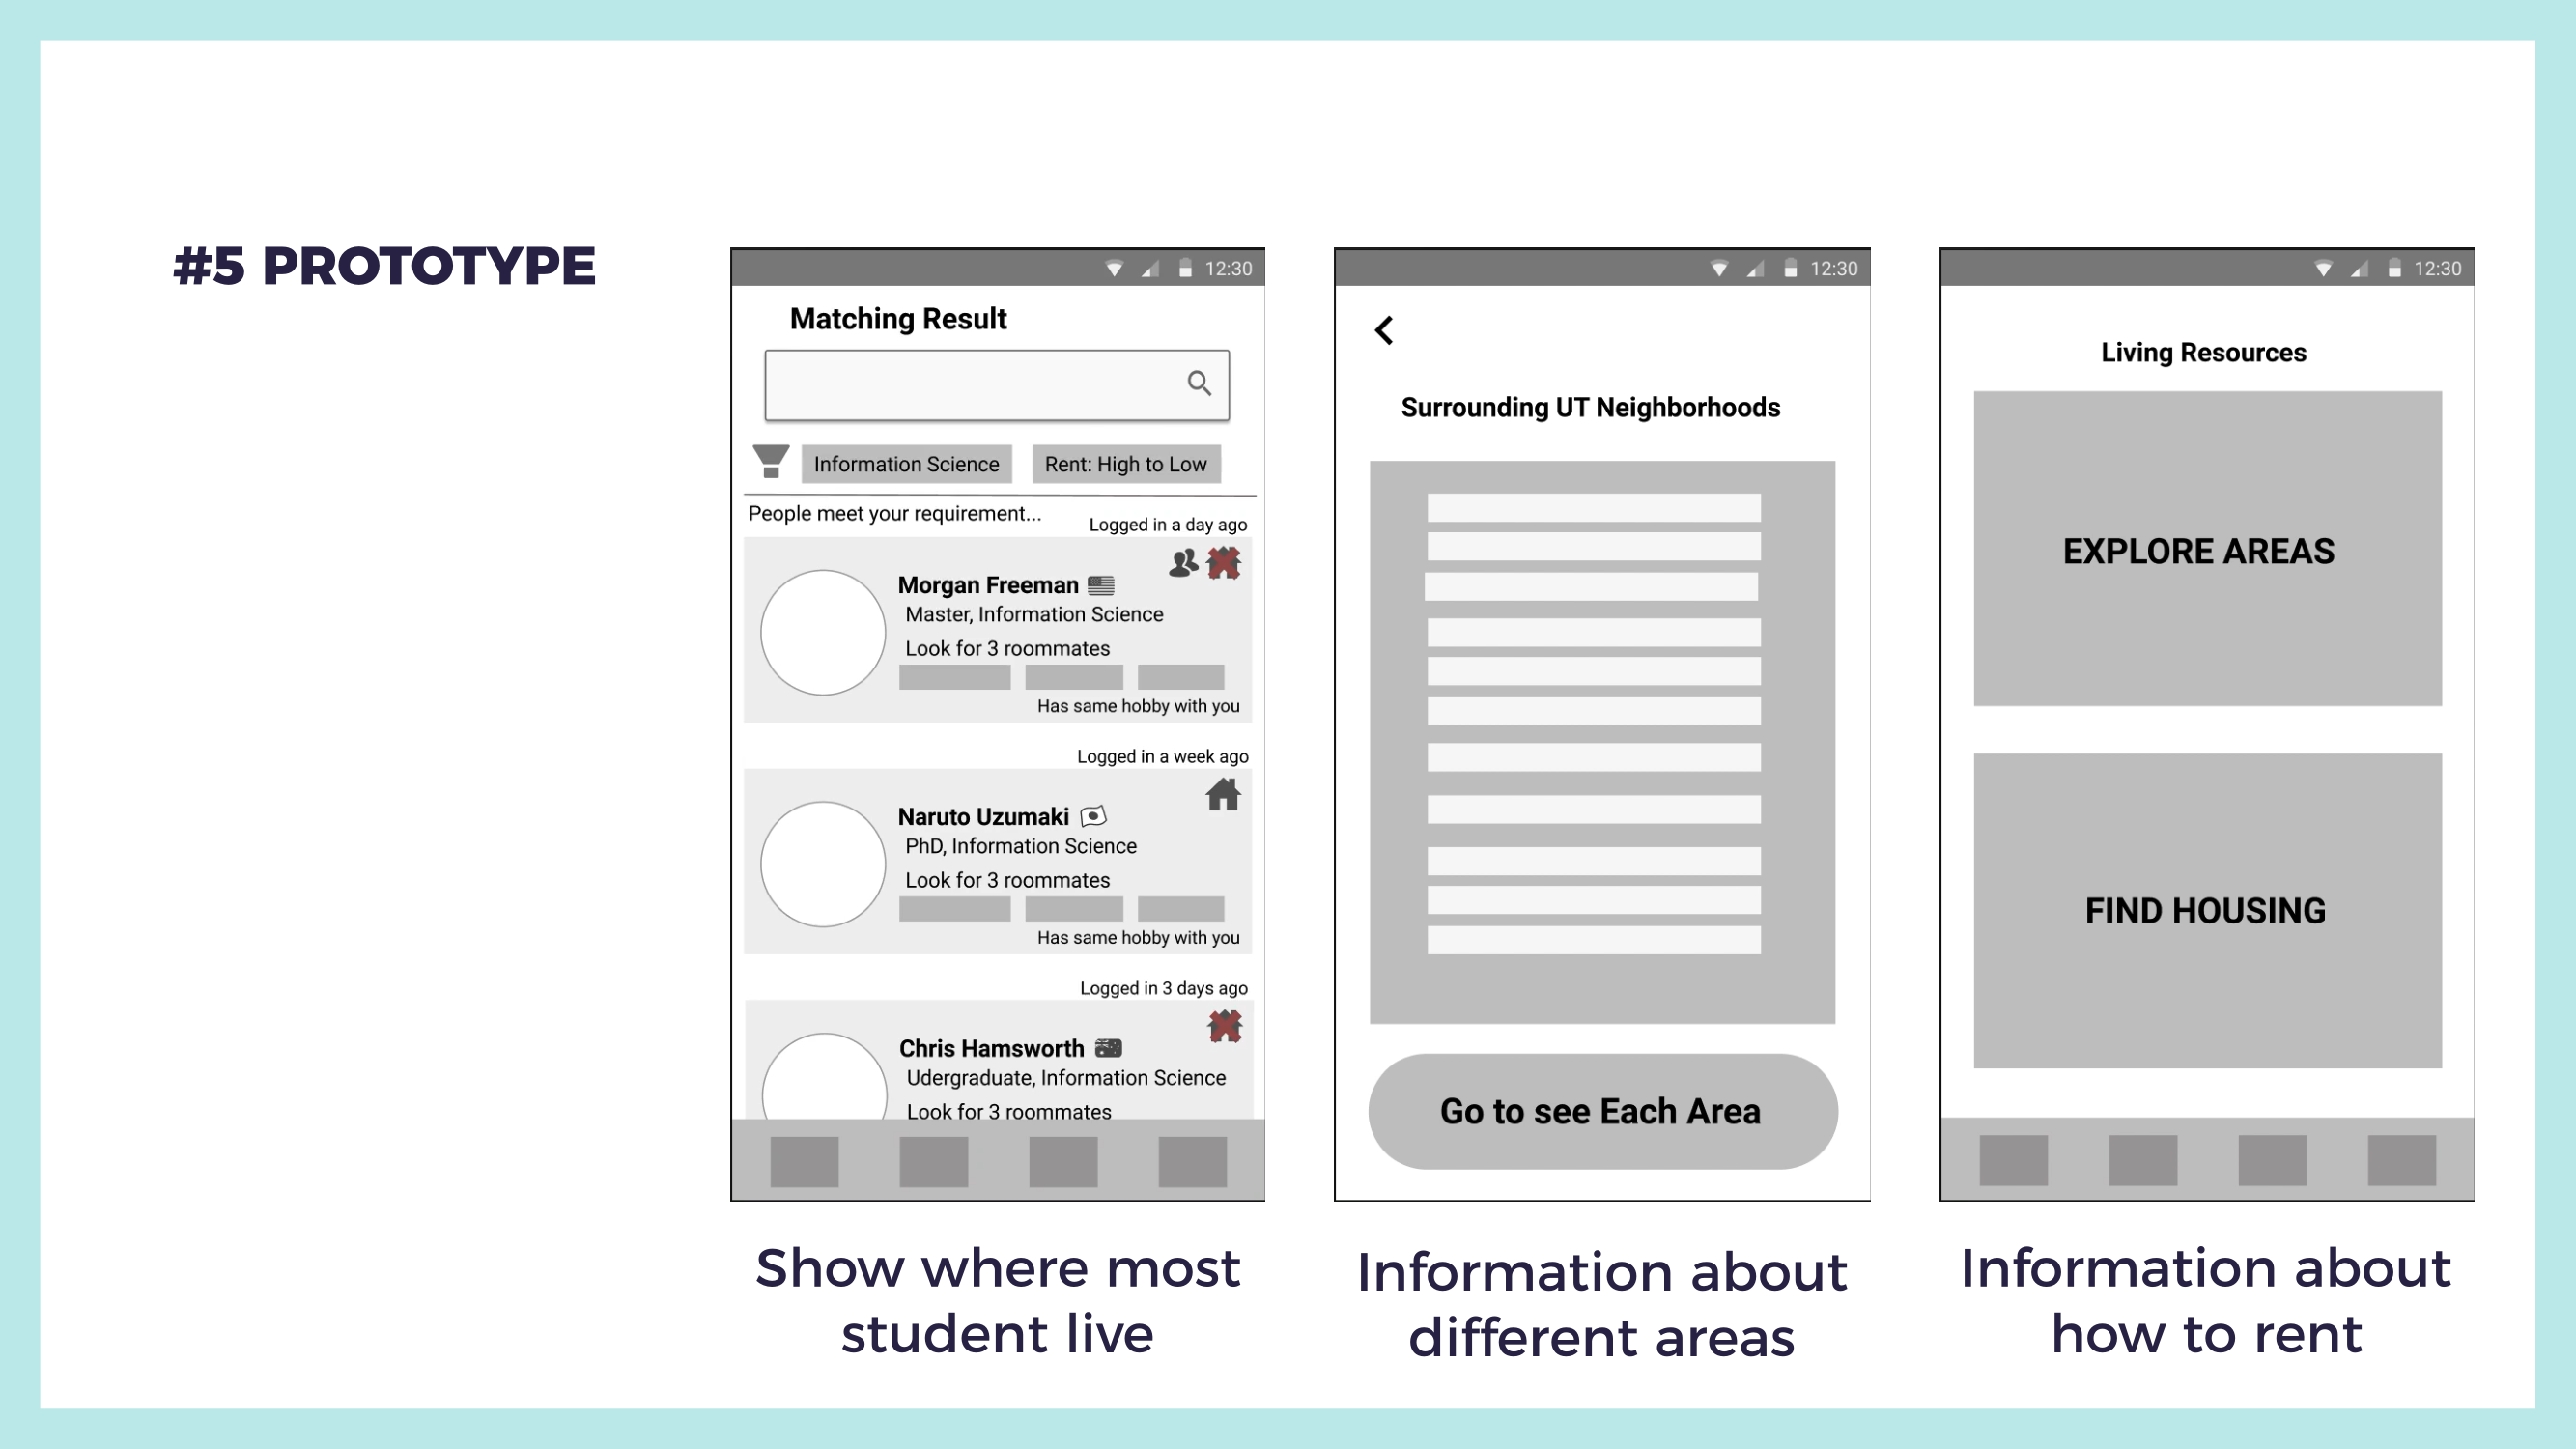 #5 PROTOTYPE
12:30
Matching Result
Information Science
Rent: High to Low
People meet your requirement...
Logged in a day ago
Morgan Freeman
Master, Information Science
Look for 3 roommates
Has same hobby with you
Logged in a week ago
Naruto Uzumaki
PhD, Information Science
Look for 3 roommates
Has same hobby with you
Logged in 3 days ago
Chris Hamsworth
Udergraduate, Information Science
Look for 3 roommates
Show where most
student live
12:30
Surrounding UT Neighborhoods
Go to see Each Area
Information about
different areas
12:30
Living Resources
EXPLORE AREAS
FIND HOUSING
Information about
how to rent